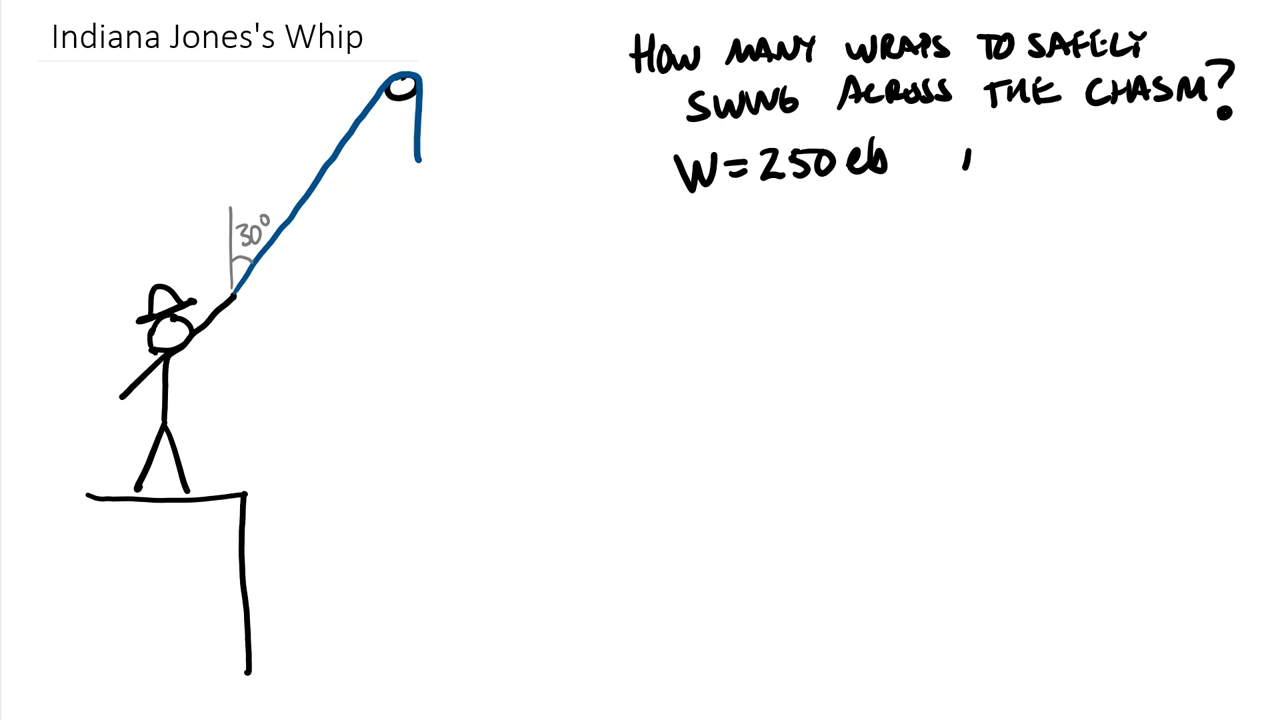 Indiana Jones's Whip
HOW MANY WRAPS TO SAFELY
SWING ACROSS THE CHASM?
W = 250 lb
30°